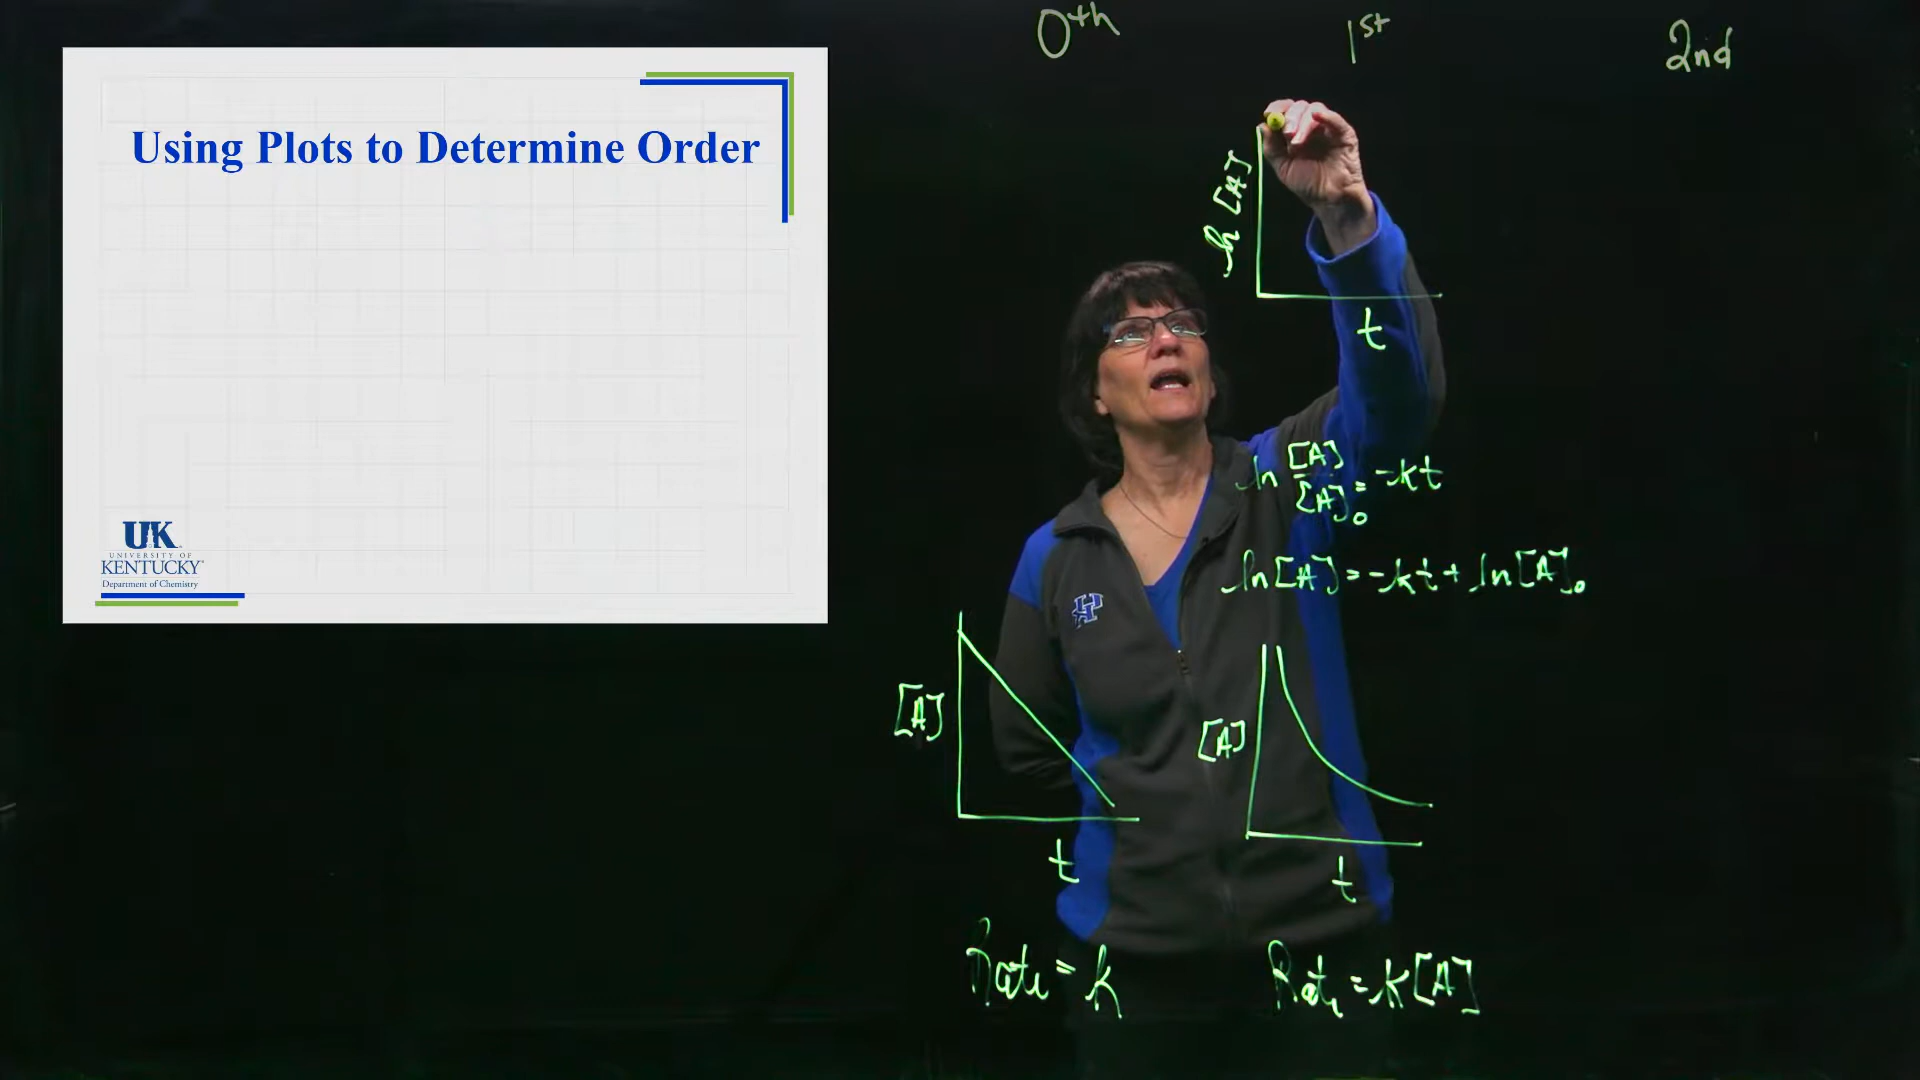 Using Plots to Determine Order
UK
UNIVERSITY OF
KENTUCKY
Department of Chemistry
0th
1st
2nd
ln [A]
t
ln [A]/[A]0 = -kt
ln[A] = -kt + ln[A]0
[A]
t
Rate = k
[A]
t
Rate = k[A]
UK